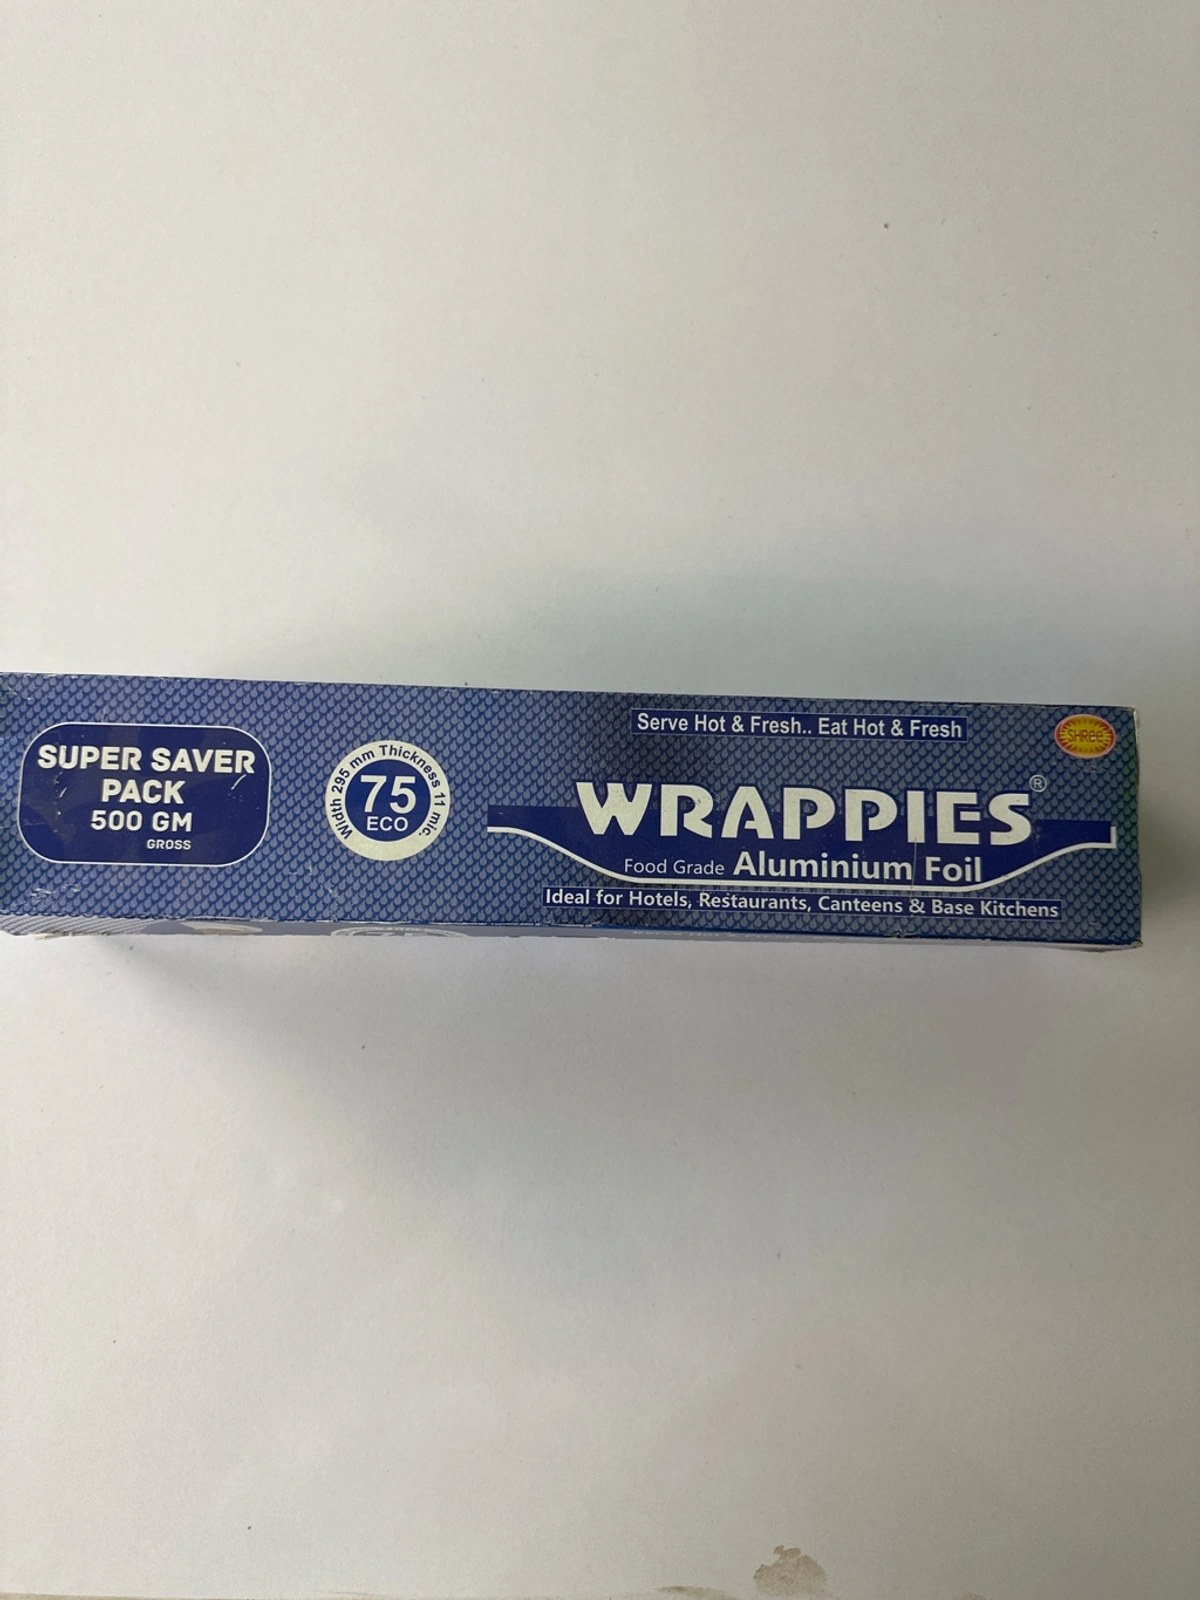 SUPER SAVER
PACK
500 GM
GROSS
Width 295 mm Thickness 11 mic.
75
ECO
Serve Hot & Fresh.. Eat Hot & Fresh
SHRee
WRAPPIES®
Food Grade Aluminium Foil
Ideal for Hotels, Restaurants, Canteens & Base Kitchens